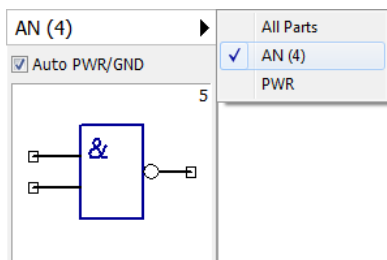 AN (4)
Auto PWR/GND
5
&
All Parts
AN (4)
PWR